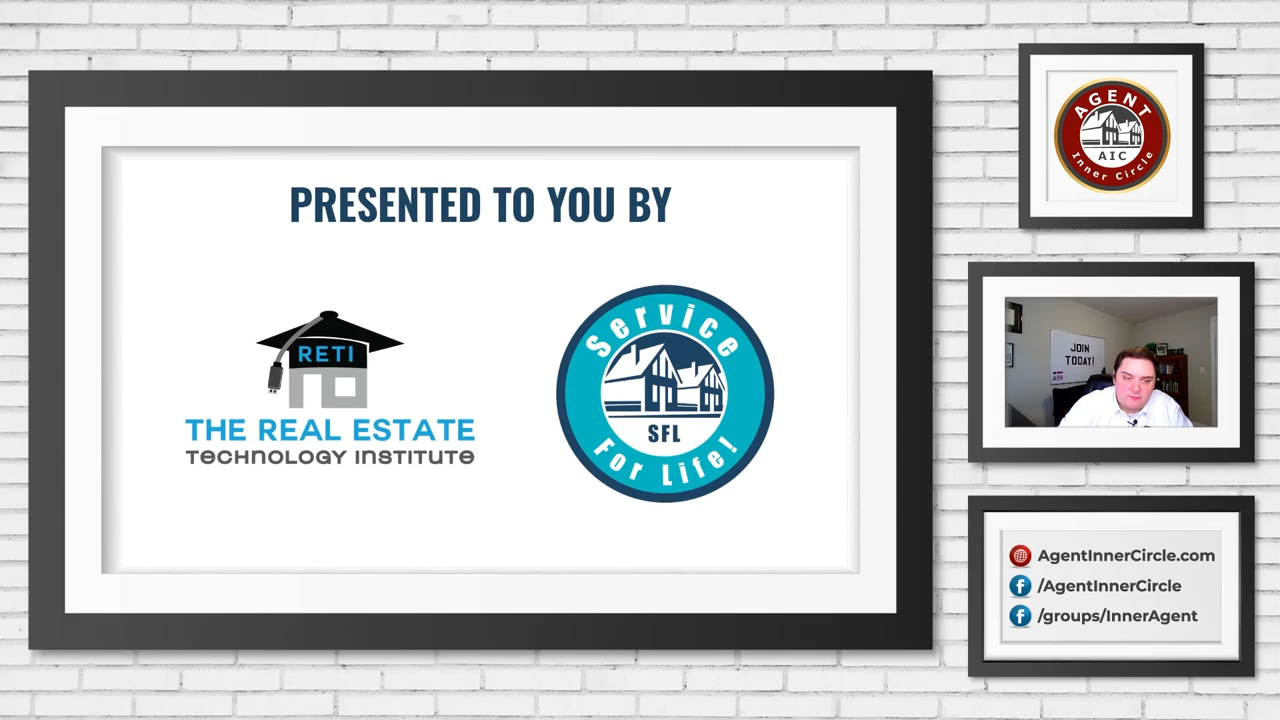 PRESENTED TO YOU BY
RETI
THE REAL ESTATE
TECHNOLOGY INSTITUTE
Service
SFL
For Life!
AGENT
AIC
Inner Circle
JOIN
TODAY!
AgentInnerCircle.com
/AgentInnerCircle
/groups/InnerAgent